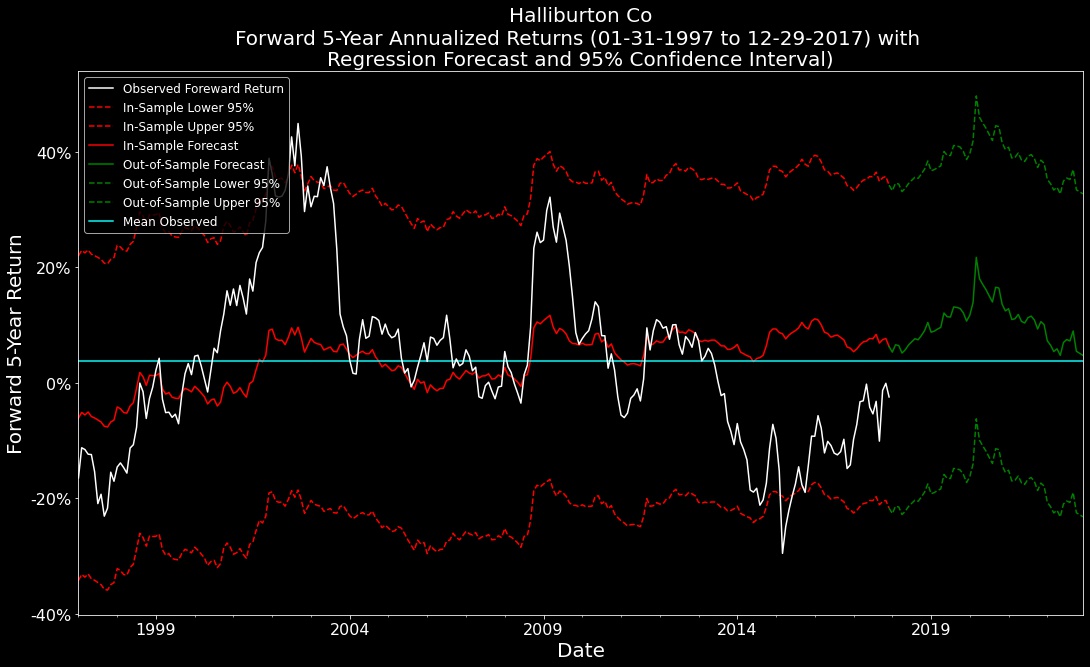 Halliburton Co
Forward 5-Year Annualized Returns (01-31-1997 to 12-29-2017) with
Regression Forecast and 95% Confidence Interval)
Observed Foreward Return
In-Sample Lower 95%
In-Sample Upper 95%
In-Sample Forecast
Out-of-Sample Forecast
Out-of-Sample Lower 95%
Out-of-Sample Upper 95%
Mean Observed
Forward 5-Year Return
40%
20%
0%
-20%
-40%
1999
2004
2009
2014
2019
Date